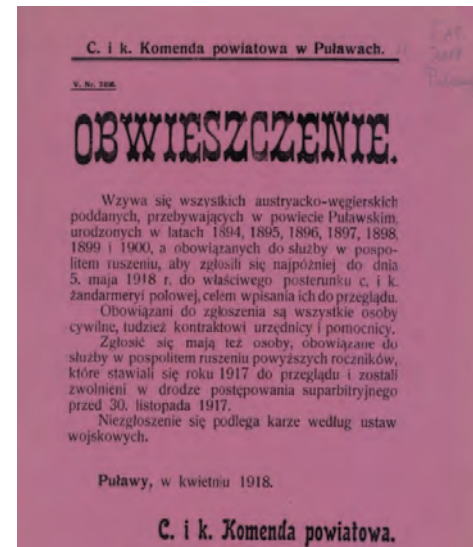 C. i k. Komenda powiatowa w Puławach.
OBWIESZCZENIE.
Wzywa się wszystkich austryacko-węgierskich
poddanych, przebywających w powiecie Puławskim,
urodzonych w latach 1894, 1895, 1896, 1897, 1898,
1899 i 1900, a obowiązanych do służby w pospo-
litem ruszeniu, aby zgłosili się najpóźniej do dnia
5. maja 1918 r. do właściwego posterunku c. i k.
żandarmeryi polowej, celem wpisania ich do przeglądu.
Obowiązani do zgłoszenia są wszystkie osoby
cywilne, tudzież kontraktowi urzędnicy i pomocnicy.
Zgłosić się mają też osoby, obowiązane do
służby w pospolitem ruszeniu powyższych roczników,
które stawiali się roku 1917 do przeglądu i zostali
zwolnieni w drodze postępowania suparbitryjnego
przed 30. listopada 1917.
Niezgłoszenie się podlega karze według ustaw
wojskowych.
Puławy, w kwietniu 1918.
C. i k. Komenda powiatowa.